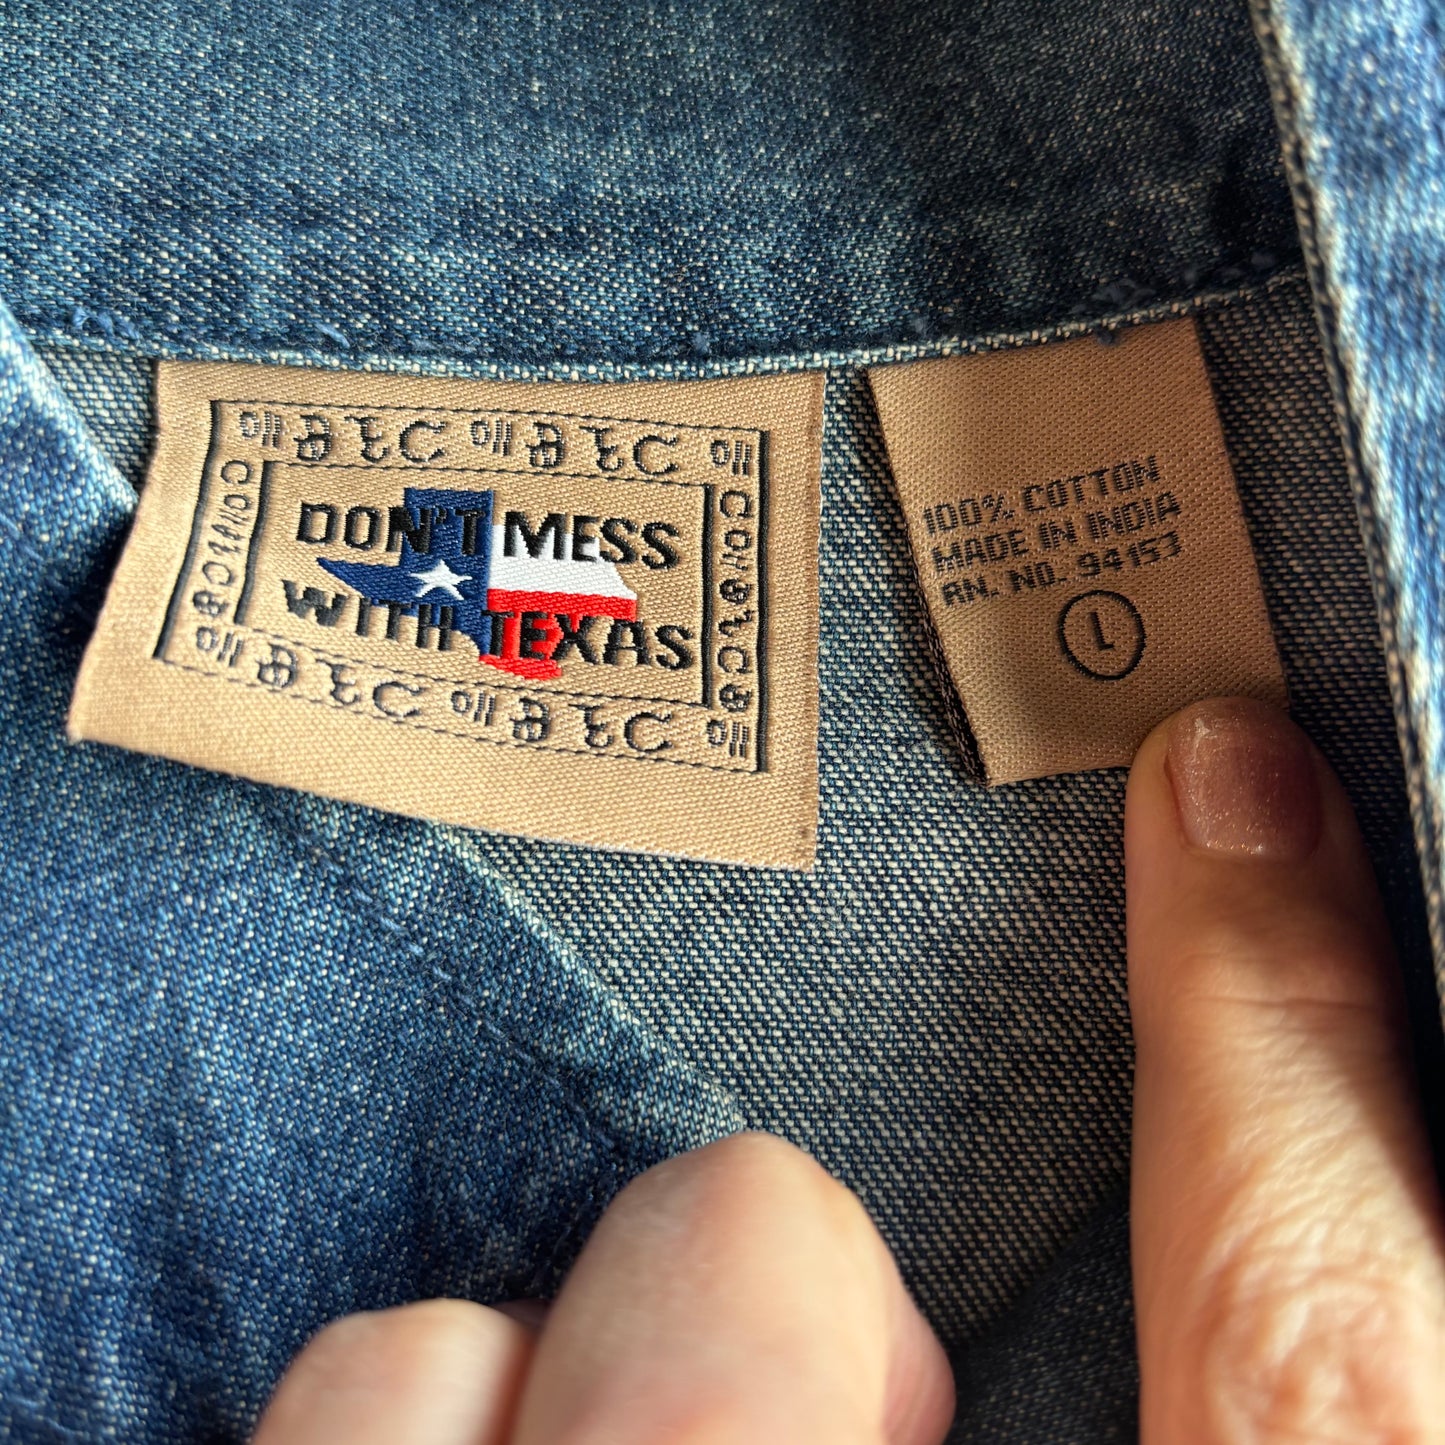 DON'T MESS
WITH TEXAS
100% COTTON
MADE IN INDIA
RN. NO. 94153
L